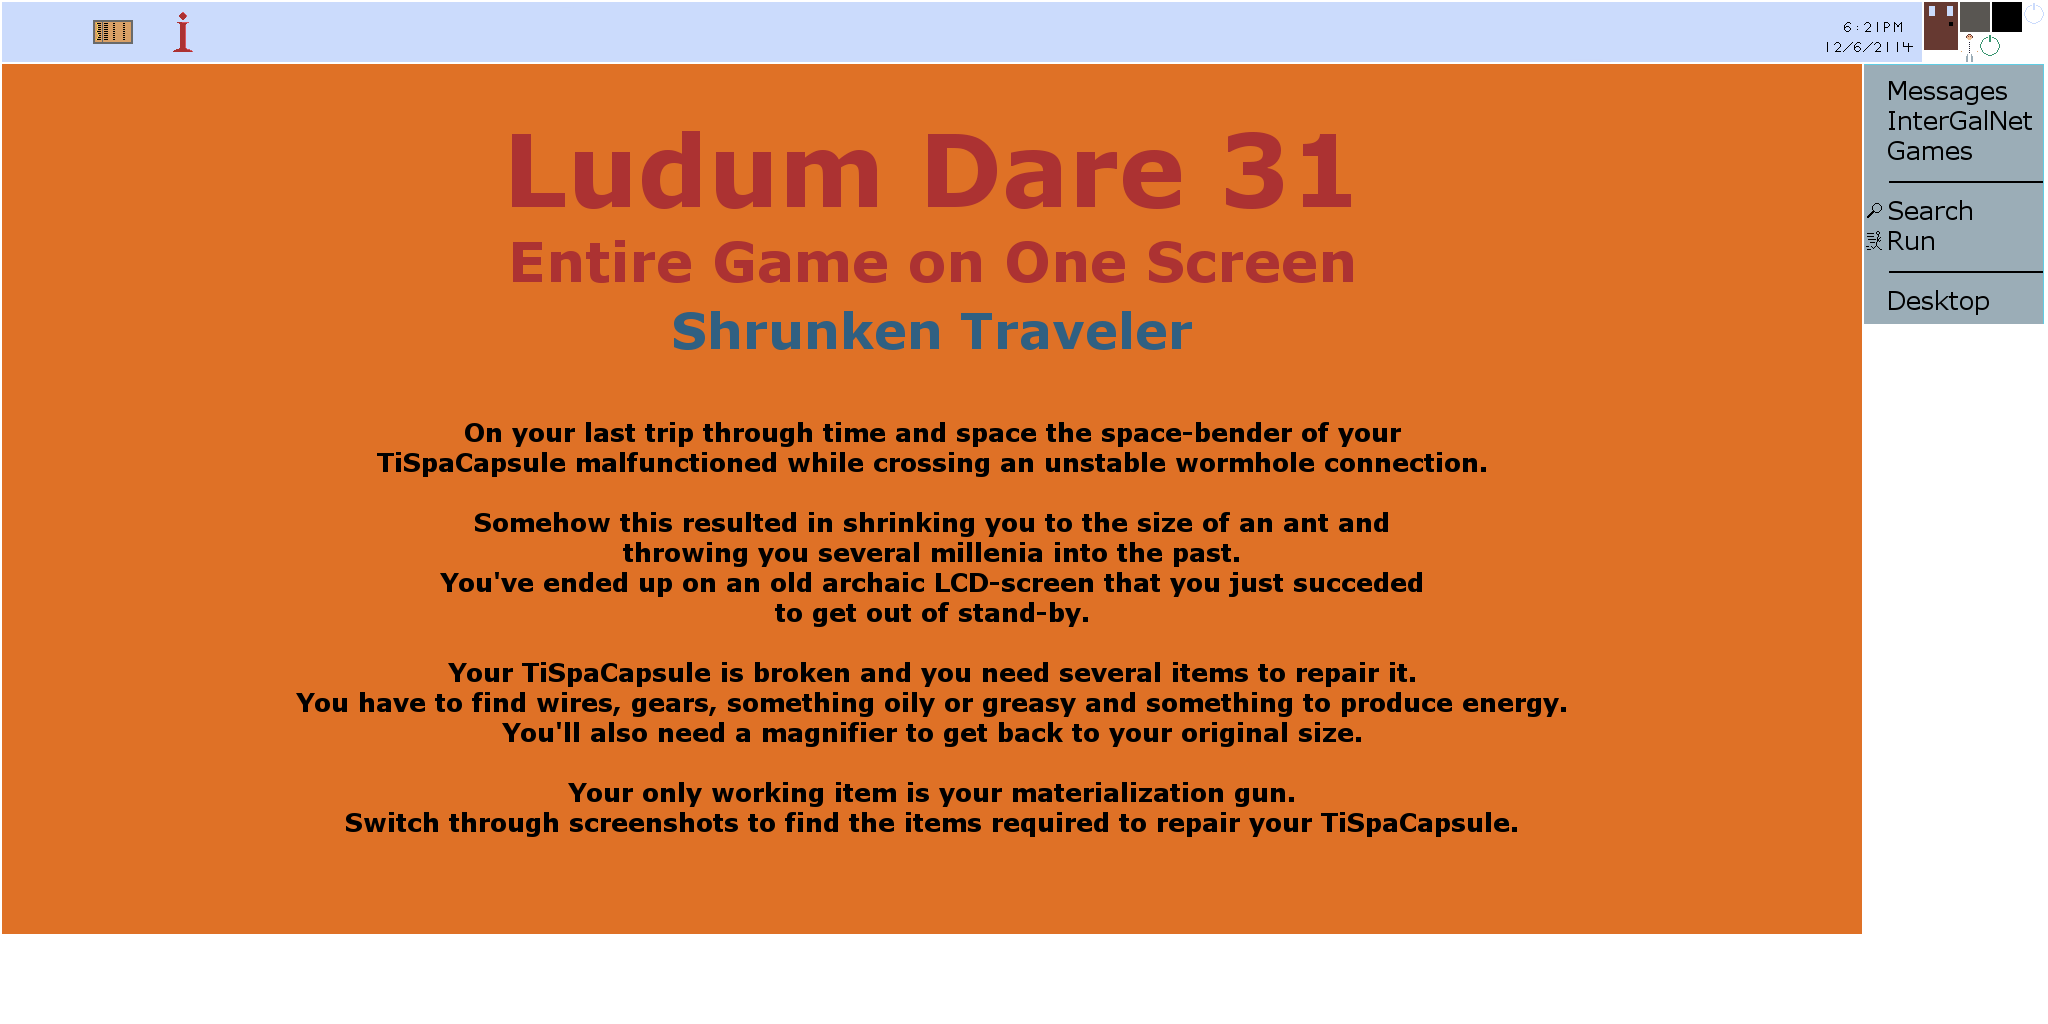 i
6:21PM
12/6/2114
Ludum Dare 31
Entire Game on One Screen
Shrunken Traveler
On your last trip through time and space the space-bender of your
TiSpaCapsule malfunctioned while crossing an unstable wormhole connection.
Somehow this resulted in shrinking you to the size of an ant and
throwing you several millenia into the past.
You've ended up on an old archaic LCD-screen that you just succeded
to get out of stand-by.
Your TiSpaCapsule is broken and you need several items to repair it.
You have to find wires, gears, something oily or greasy and something to produce energy.
You'll also need a magnifier to get back to your original size.
Your only working item is your materialization gun.
Switch through screenshots to find the items required to repair your TiSpaCapsule.
Messages
InterGalNet
Games
Search
Run
Desktop